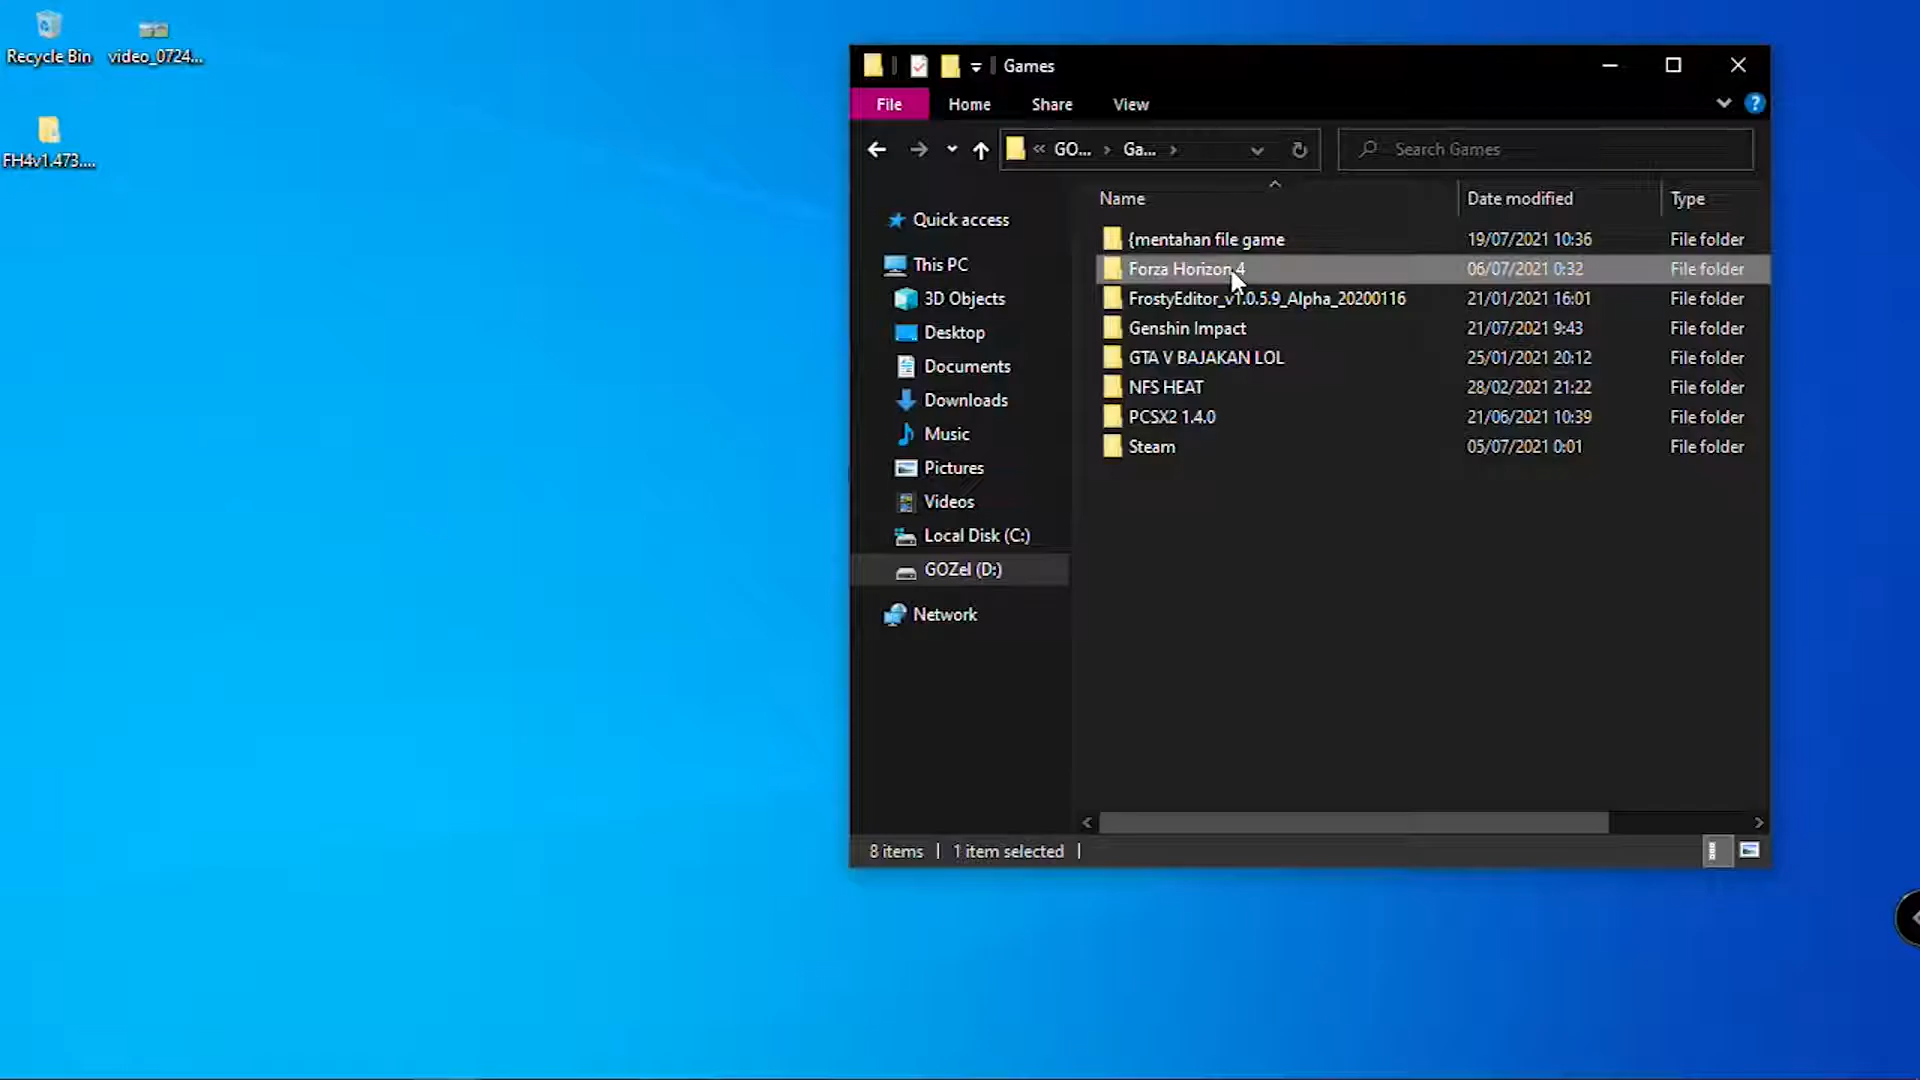 Recycle Bin
video_0724...
FH4v1.473....
Games
File
Home
Share
View
GO...
Ga...
Search Games
Name
Date modified
Type
Quick access
This PC
3D Objects
Desktop
Documents
Downloads
Music
Pictures
Videos
Local Disk (C:)
GOZel (D:)
Network
{mentahan file game 19/07/2021 10:36 File folder
Forza Horizon 4 06/07/2021 0:32 File folder
FrostyEditor_v1.0.5.9_Alpha_20200116 21/01/2021 16:01 File folder
Genshin Impact 21/07/2021 9:43 File folder
GTA V BAJAKAN LOL 25/01/2021 20:12 File folder
NFS HEAT 28/02/2021 21:22 File folder
PCSX2 1.4.0 21/06/2021 10:39 File folder
Steam 05/07/2021 0:01 File folder
8 items
1 item selected